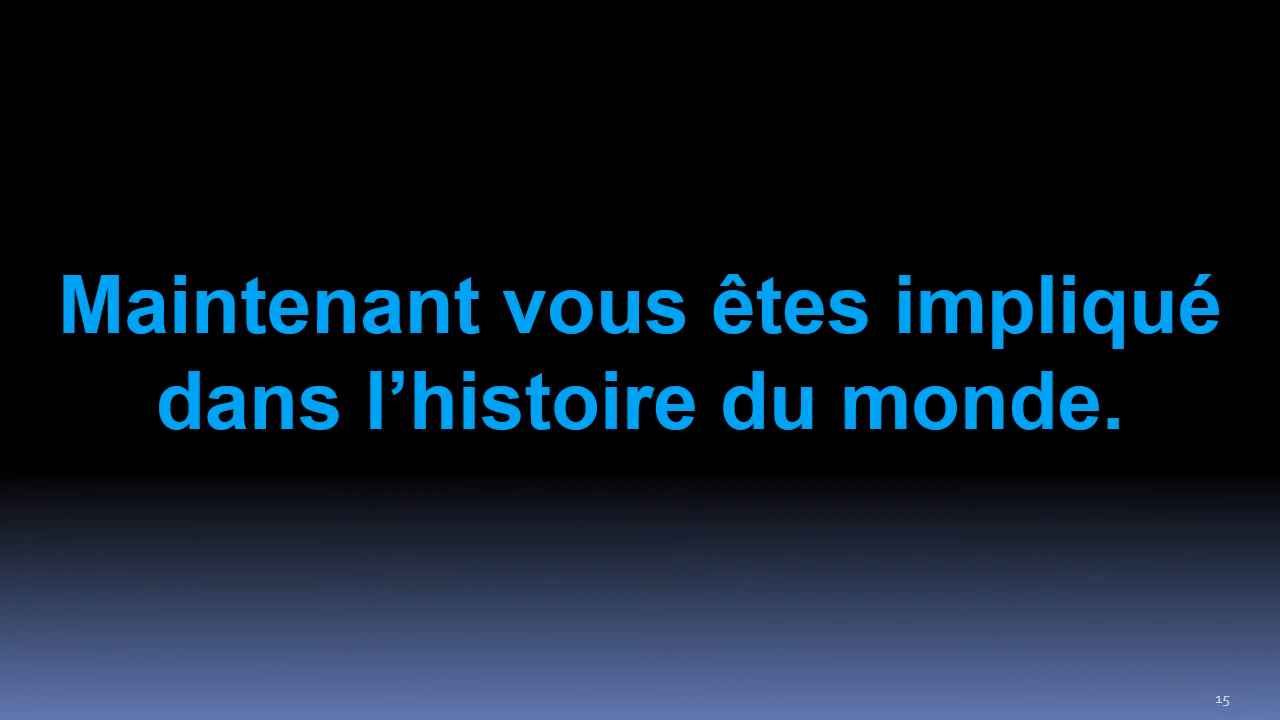 Maintenant vous êtes impliqué
dans l’histoire du monde.
15